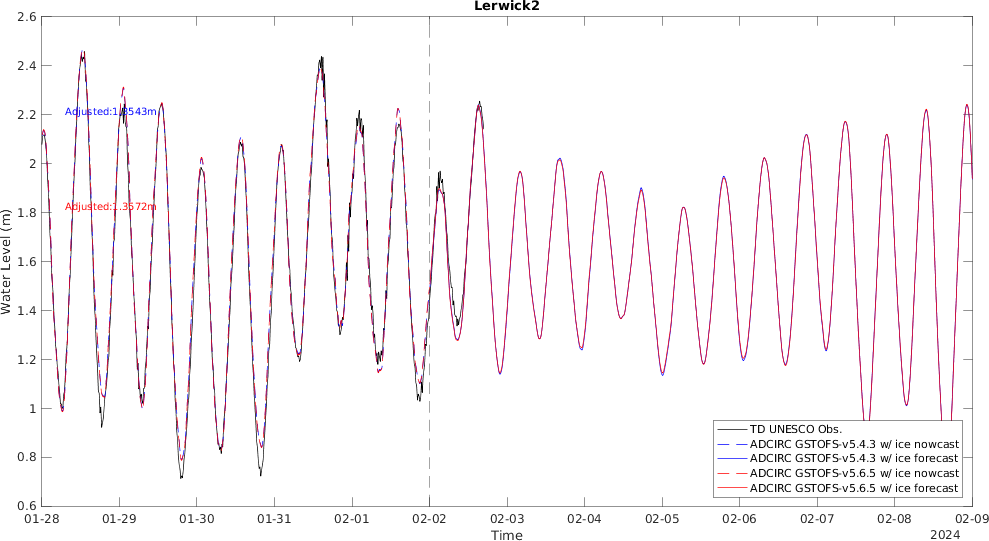 Lerwick2
2.6
2.4
2.2
2
1.8
1.6
1.4
1.2
1
0.8
0.6
Water Level (m)
Adjusted:1.3543m
Adjusted:1.3572m
TD UNESCO Obs.
ADCIRC GSTOFS-v5.4.3 w/ ice nowcast
ADCIRC GSTOFS-v5.4.3 w/ ice forecast
ADCIRC GSTOFS-v5.6.5 w/ ice nowcast
ADCIRC GSTOFS-v5.6.5 w/ ice forecast
01-28 01-29 01-30 01-31 02-01 02-02 02-03 02-04 02-05 02-06 02-07 02-08 02-09
Time
2024